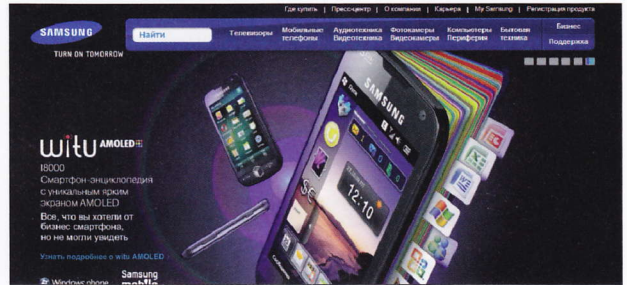 Где купить | Пресс-центр | О компании | Карьера | My Samsung | Регистрация продукта
SAMSUNG
TURN ON TOMORROW
Найти
Телевизоры
Мобильные телефоны
Аудиотехника Видеотехника
Фотокамеры Видеокамеры
Компьютеры Периферия
Бытовая техника
Бизнес
Поддержка
witu AMOLED
I8000
Смартфон-энциклопедия
с уникальным ярким
экраном AMOLED
Все, что вы хотели от
бизнес смартфона,
но не могли увидеть
Узнать подробнее о witu AMOLED
Windows phone
Samsung
mobile
SAMSUNG
12:10